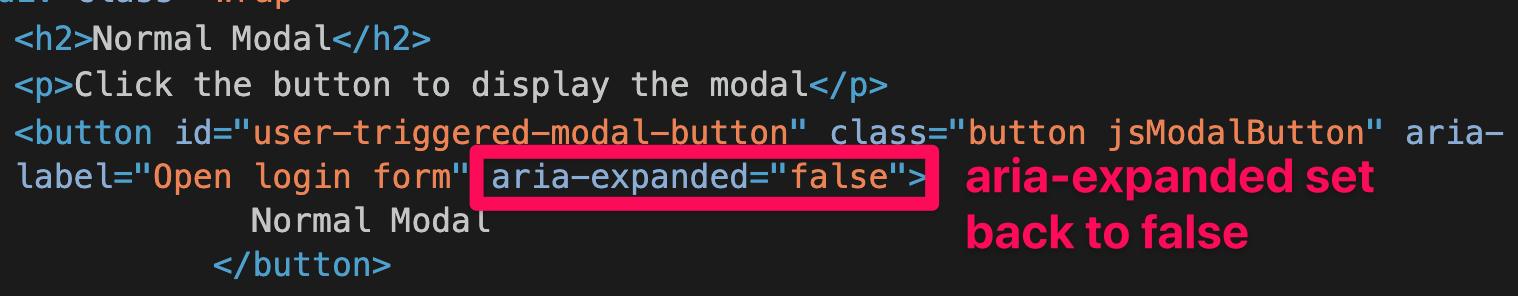 <h2>Normal Modal</h2>
<p>Click the button to display the modal</p>
<button id="user-triggered-modal-button" class="button jsModalButton" aria-
label="Open login form" aria-expanded="false">
Normal Modal
</button>
aria-expanded set
back to false